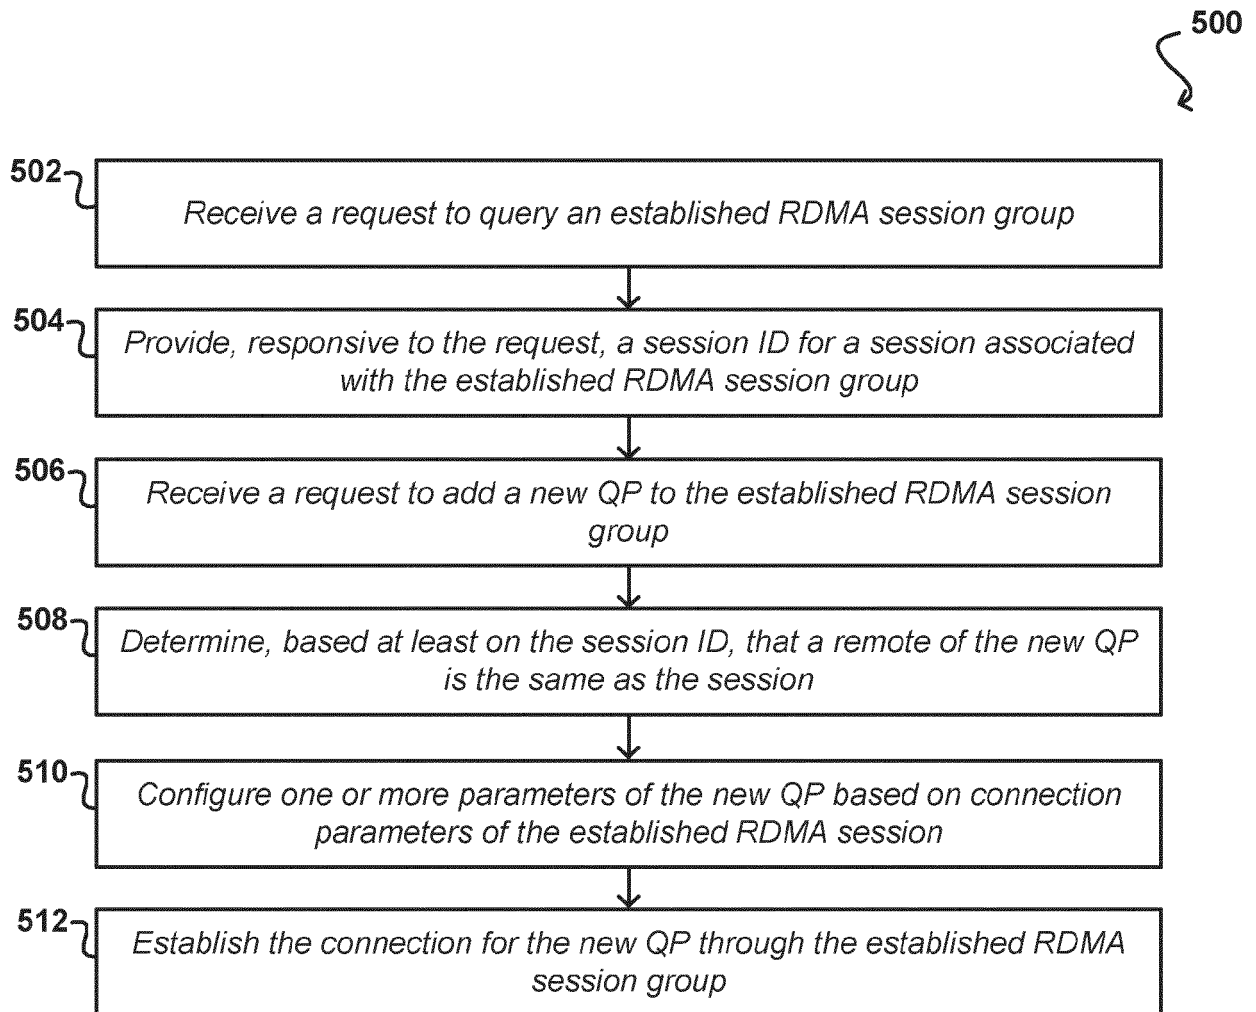 500
502
Receive a request to query an established RDMA session group
504
Provide, responsive to the request, a session ID for a session associated
with the established RDMA session group
506
Receive a request to add a new QP to the established RDMA session
group
508
Determine, based at least on the session ID, that a remote of the new QP
is the same as the session
510
Configure one or more parameters of the new QP based on connection
parameters of the established RDMA session
512
Establish the connection for the new QP through the established RDMA
session group